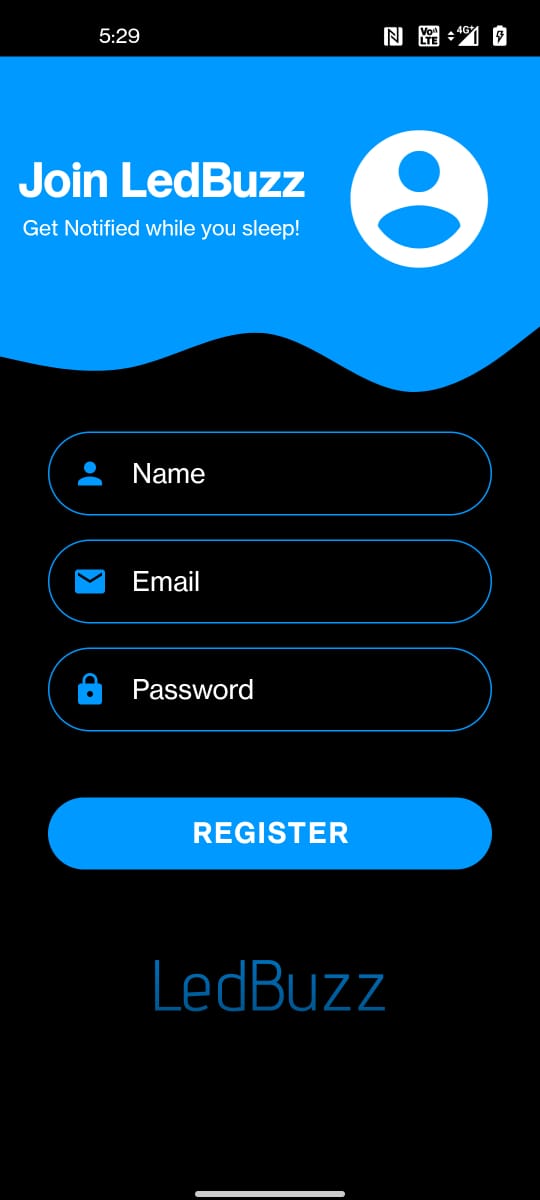 5:29
Vo LTE 4G+
Join LedBuzz
Get Notified while you sleep!
Name
Email
Password
REGISTER
LedBuzz